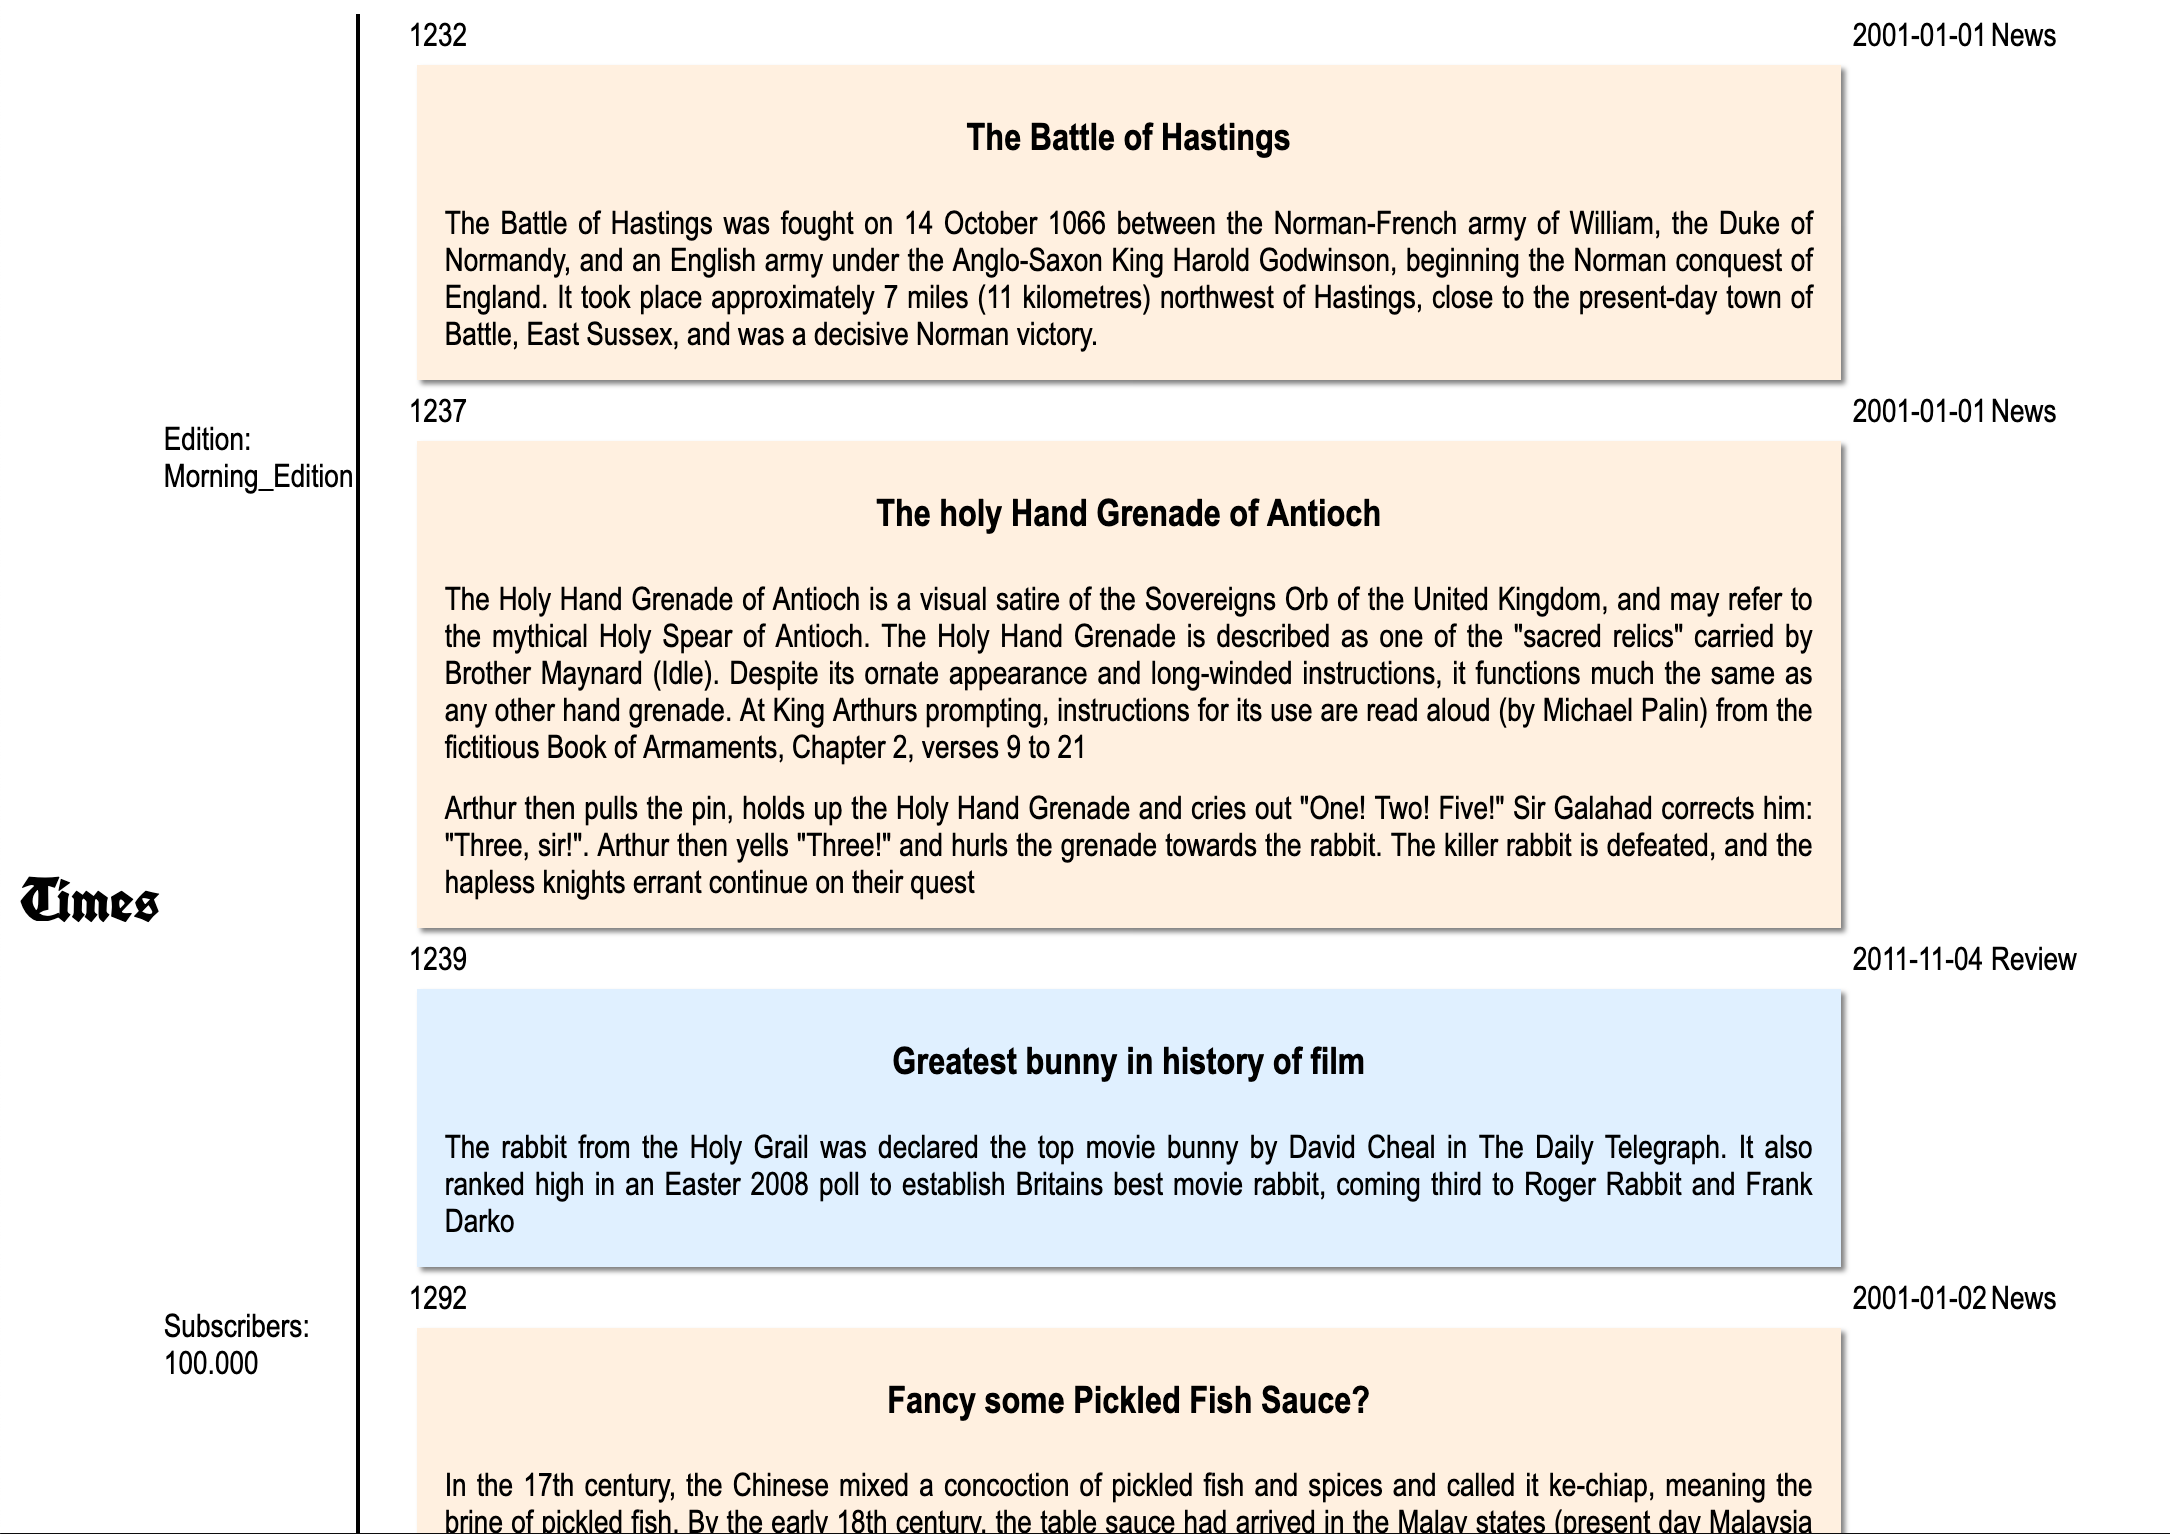 1232
2001-01-01 News
The Battle of Hastings
The Battle of Hastings was fought on 14 October 1066 between the Norman-French army of William, the Duke of
Normandy, and an English army under the Anglo-Saxon King Harold Godwinson, beginning the Norman conquest of
England. It took place approximately 7 miles (11 kilometres) northwest of Hastings, close to the present-day town of
Battle, East Sussex, and was a decisive Norman victory.
Edition:
Morning_Edition
1237
2001-01-01 News
The holy Hand Grenade of Antioch
The Holy Hand Grenade of Antioch is a visual satire of the Sovereigns Orb of the United Kingdom, and may refer to
the mythical Holy Spear of Antioch. The Holy Hand Grenade is described as one of the "sacred relics" carried by
Brother Maynard (Idle). Despite its ornate appearance and long-winded instructions, it functions much the same as
any other hand grenade. At King Arthurs prompting, instructions for its use are read aloud (by Michael Palin) from the
fictitious Book of Armaments, Chapter 2, verses 9 to 21
Arthur then pulls the pin, holds up the Holy Hand Grenade and cries out "One! Two! Five!" Sir Galahad corrects him:
"Three, sir!". Arthur then yells "Three!" and hurls the grenade towards the rabbit. The killer rabbit is defeated, and the
hapless knights errant continue on their quest
Times
1239
2011-11-04 Review
Greatest bunny in history of film
The rabbit from the Holy Grail was declared the top movie bunny by David Cheal in The Daily Telegraph. It also
ranked high in an Easter 2008 poll to establish Britains best movie rabbit, coming third to Roger Rabbit and Frank
Darko
Subscribers:
100.000
1292
2001-01-02 News
Fancy some Pickled Fish Sauce?
In the 17th century, the Chinese mixed a concoction of pickled fish and spices and called it ke-chiap, meaning the
brine of pickled fish. By the early 18th century, the table sauce had arrived in the Malay states (present day Malaysia